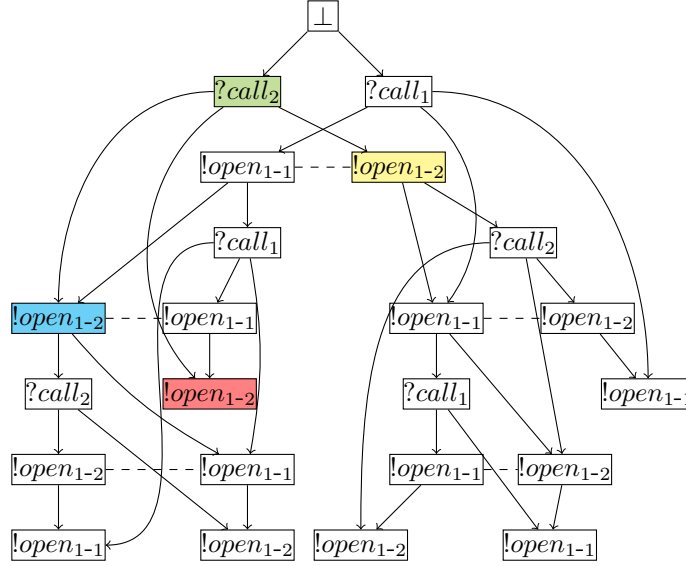 ⊥
?call₂ ?call₁
!open₁₋₁ !open₁₋₂
?call₁ ?call₂
!open₁₋₂ !open₁₋₁ !open₁₋₁ !open₁₋₂
?call₂ !open₁₋₂ ?call₁ !open₁₋₁
!open₁₋₂ !open₁₋₁ !open₁₋₁ !open₁₋₂
!open₁₋₁ !open₁₋₂ !open₁₋₂ !open₁₋₁